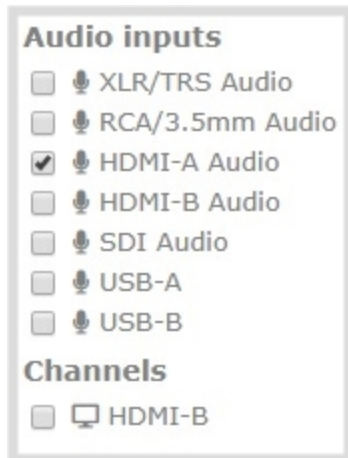 Audio inputs
XLR/TRS Audio
RCA/3.5mm Audio
HDMI-A Audio
HDMI-B Audio
SDI Audio
USB-A
USB-B
Channels
HDMI-B